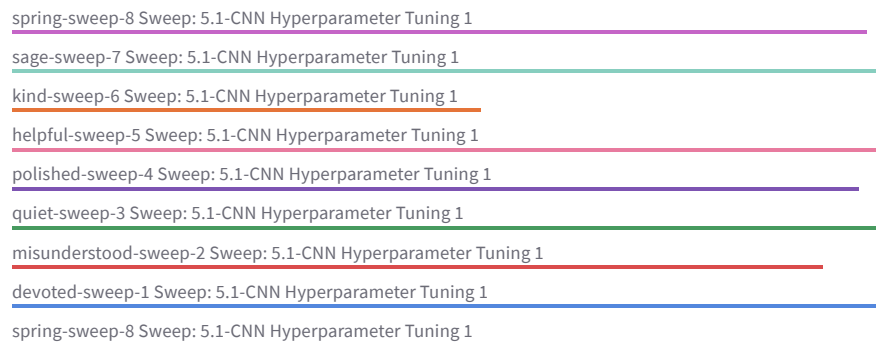 spring-sweep-8 Sweep: 5.1-CNN Hyperparameter Tuning 1
sage-sweep-7 Sweep: 5.1-CNN Hyperparameter Tuning 1
kind-sweep-6 Sweep: 5.1-CNN Hyperparameter Tuning 1
helpful-sweep-5 Sweep: 5.1-CNN Hyperparameter Tuning 1
polished-sweep-4 Sweep: 5.1-CNN Hyperparameter Tuning 1
quiet-sweep-3 Sweep: 5.1-CNN Hyperparameter Tuning 1
misunderstood-sweep-2 Sweep: 5.1-CNN Hyperparameter Tuning 1
devoted-sweep-1 Sweep: 5.1-CNN Hyperparameter Tuning 1
spring-sweep-8 Sweep: 5.1-CNN Hyperparameter Tuning 1